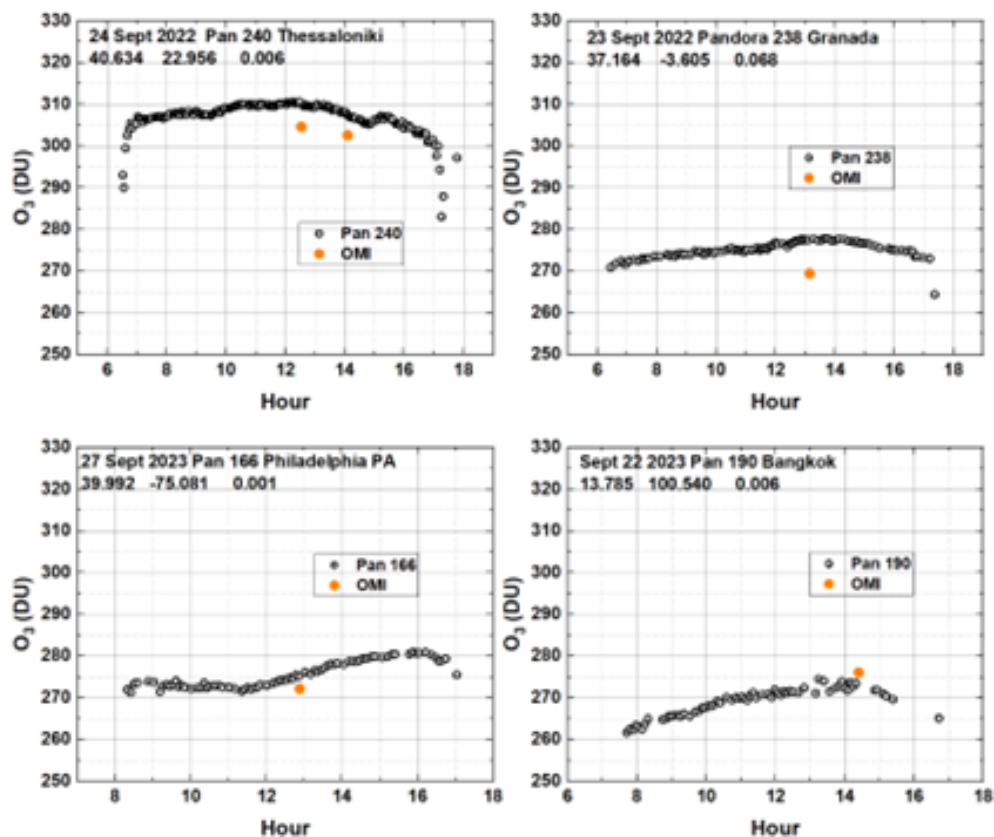 24 Sept 2022 Pan 240 Thessaloniki
40.634 22.956 0.006
330
320
310
300
290
280
270
260
250
O3 (DU)
Pan 240
OMI
6 8 10 12 14 16 18
Hour
23 Sept 2022 Pandora 238 Granada
37.164 -3.605 0.068
330
320
310
300
290
280
270
260
250
O3 (DU)
Pan 238
OMI
6 8 10 12 14 16 18
Hour
27 Sept 2023 Pan 166 Philadelphia PA
39.992 -75.081 0.001
330
320
310
300
290
280
270
260
250
O3 (DU)
Pan 166
OMI
8 10 12 14 16 18
Hour
Sept 22 2023 Pan 190 Bangkok
13.785 100.540 0.006
330
320
310
300
290
280
270
260
250
O3 (DU)
Pan 190
OMI
6 8 10 12 14 16 18
Hour